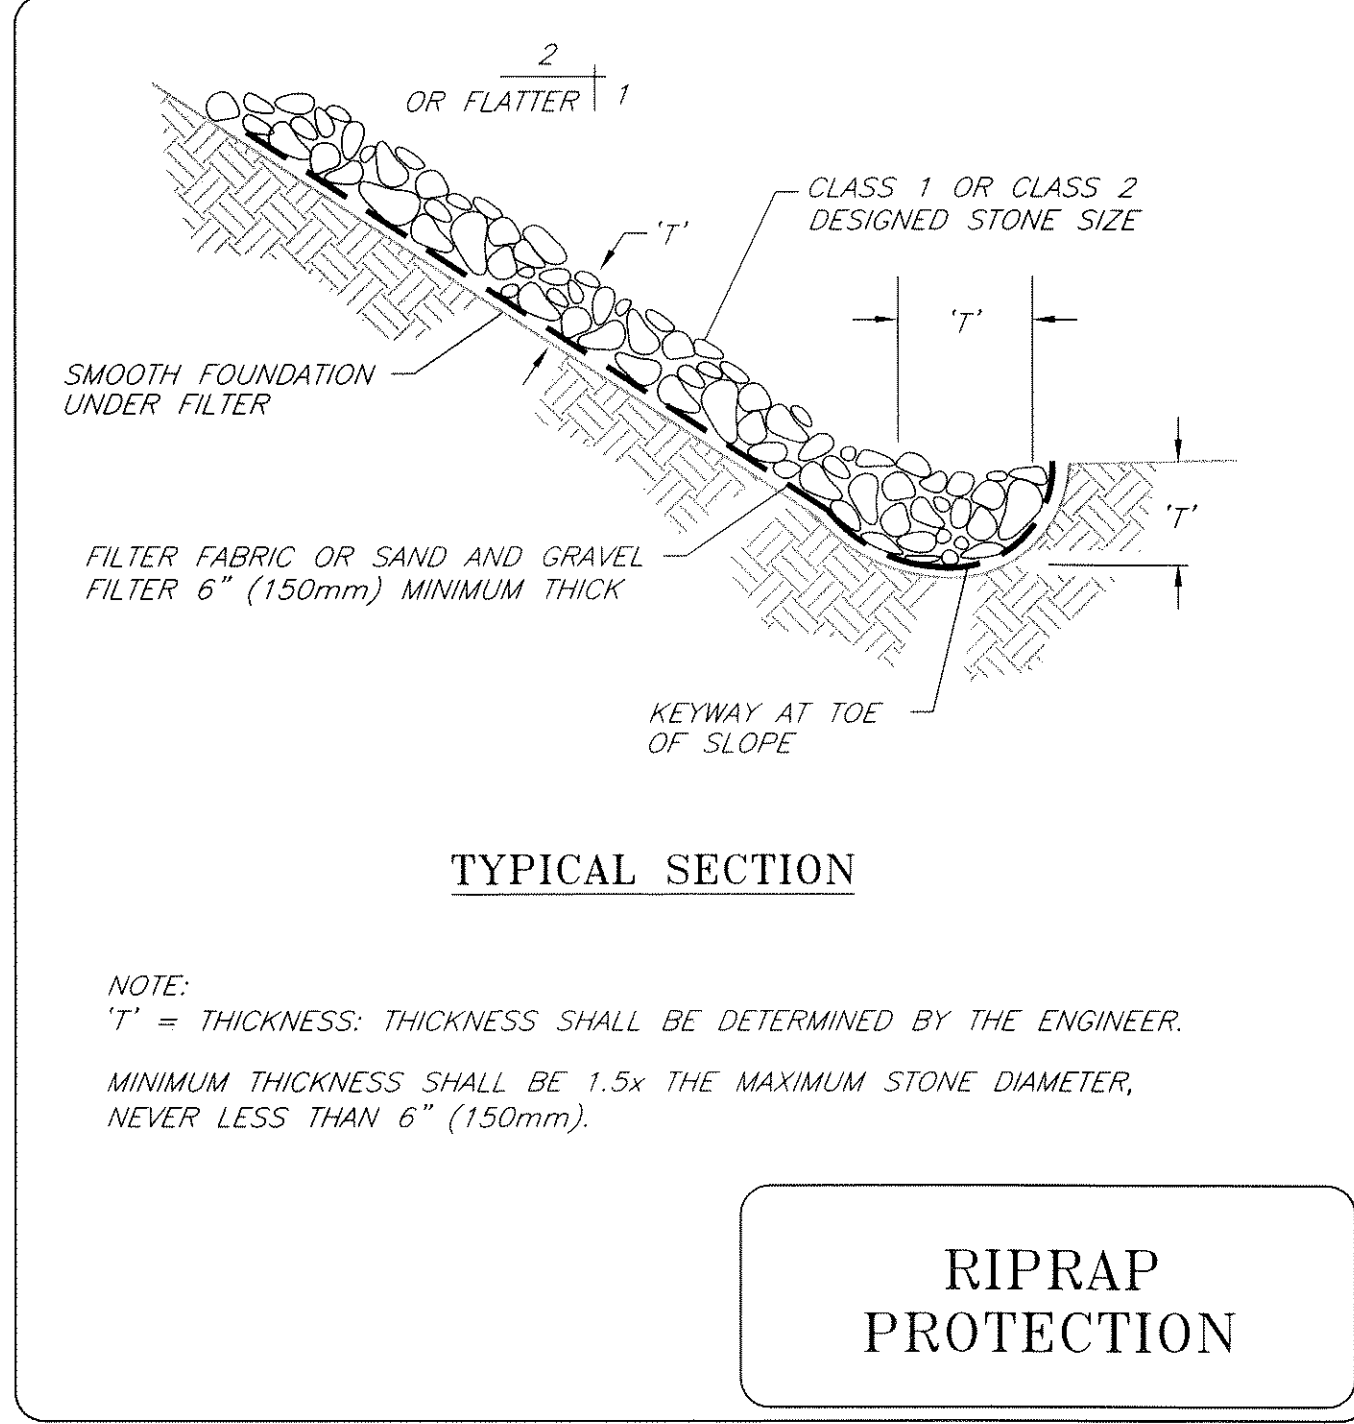 2
OR FLATTER 1
CLASS 1 OR CLASS 2
DESIGNED STONE SIZE
'T'
'T'
SMOOTH FOUNDATION
UNDER FILTER
'T'
FILTER FABRIC OR SAND AND GRAVEL
FILTER 6" (150mm) MINIMUM THICK
KEYWAY AT TOE
OF SLOPE
TYPICAL SECTION
NOTE:
'T' = THICKNESS: THICKNESS SHALL BE DETERMINED BY THE ENGINEER.
MINIMUM THICKNESS SHALL BE 1.5x THE MAXIMUM STONE DIAMETER,
NEVER LESS THAN 6" (150mm).
RIPRAP
PROTECTION